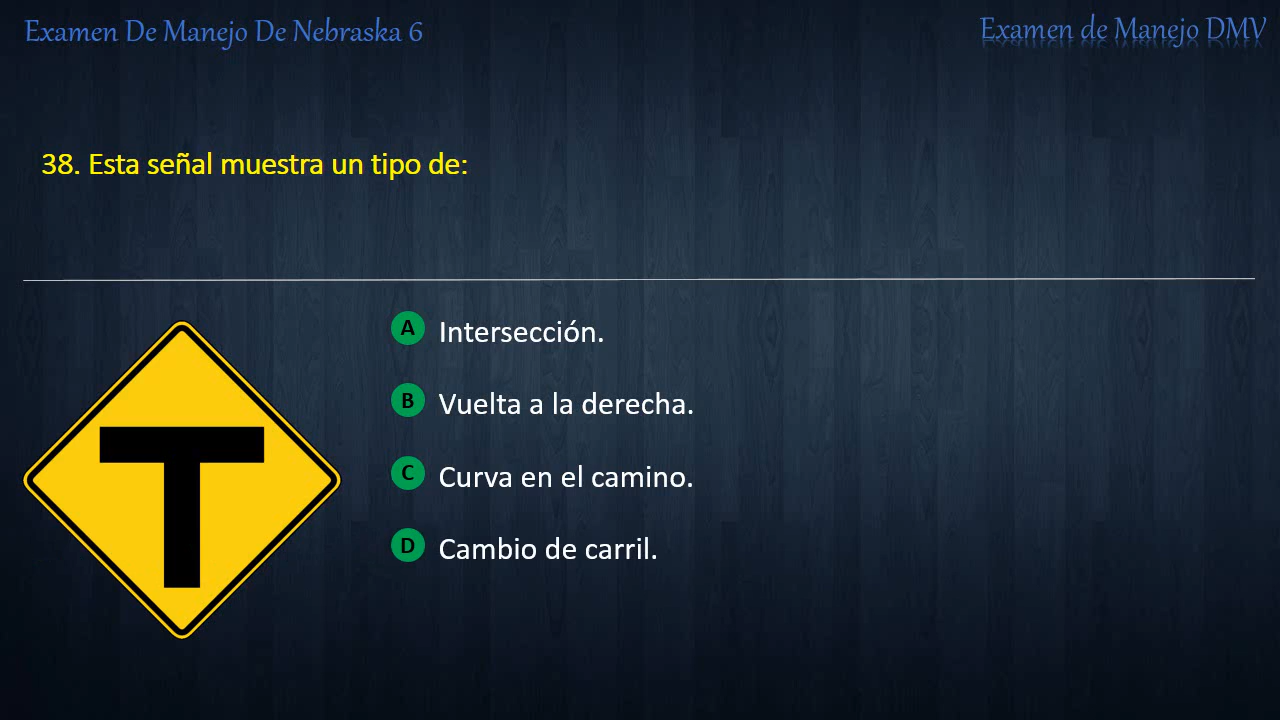 Examen De Manejo De Nebraska 6
Examen de Manejo DMV
38. Esta señal muestra un tipo de:
A Intersección.
B Vuelta a la derecha.
C Curva en el camino.
D Cambio de carril.